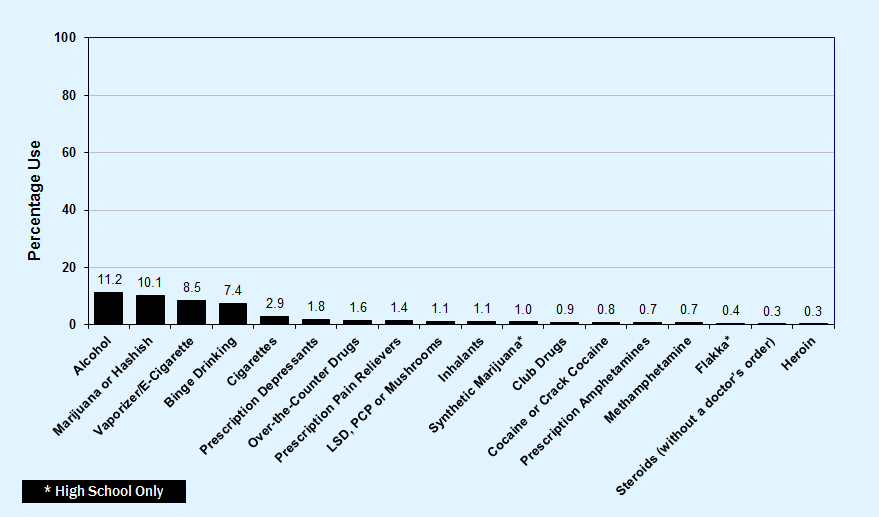 Percentage Use
100
80
60
40
20
0
11.2
10.1
8.5
7.4
2.9
1.8
1.6
1.4
1.1
1.1
1.0
0.9
0.8
0.7
0.7
0.4
0.3
0.3
Alcohol
Marijuana or Hashish
Vaporizer/E-Cigarette
Binge Drinking
Cigarettes
Prescription Depressants
Over-the-Counter Drugs
Prescription Pain Relievers
LSD, PCP or Mushrooms
Inhalants
Synthetic Marijuana*
Club Drugs
Cocaine or Crack Cocaine
Prescription Amphetamines
Methamphetamine
Flakka*
Steroids (without a doctor's order)
Heroin
* High School Only